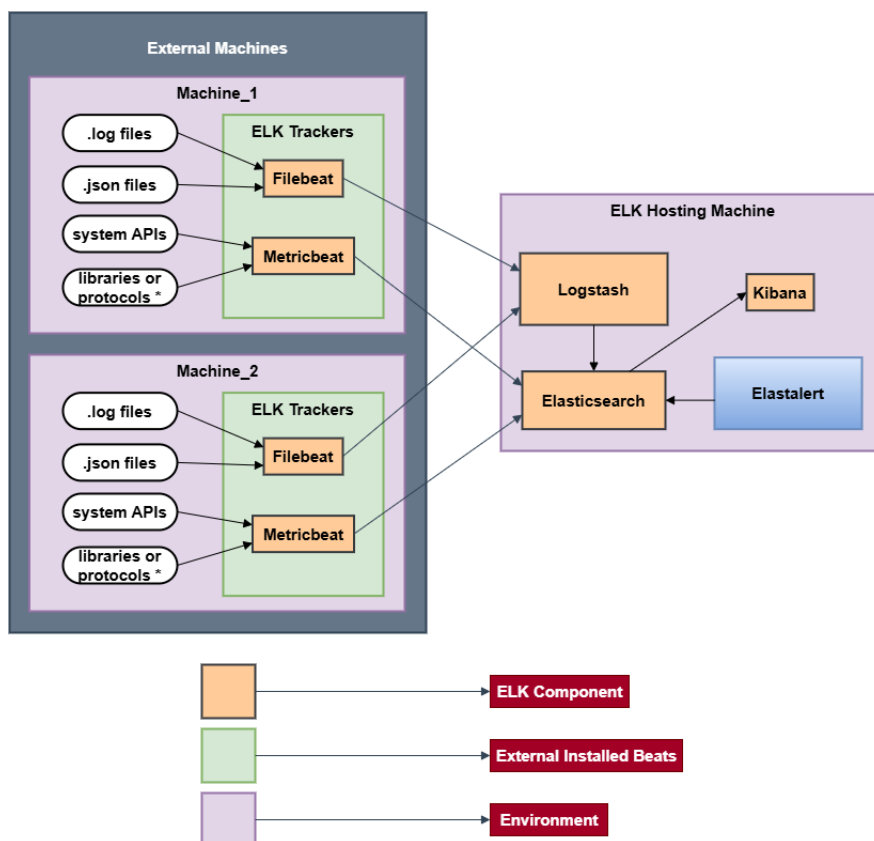 External Machines
Machine_1
.log files
.json files
system APIs
libraries or
protocols *
ELK Trackers
Filebeat
Metricbeat
Machine_2
.log files
.json files
system APIs
libraries or
protocols *
ELK Trackers
Filebeat
Metricbeat
ELK Hosting Machine
Logstash
Kibana
Elasticsearch
Elastalert
ELK Component
External Installed Beats
Environment